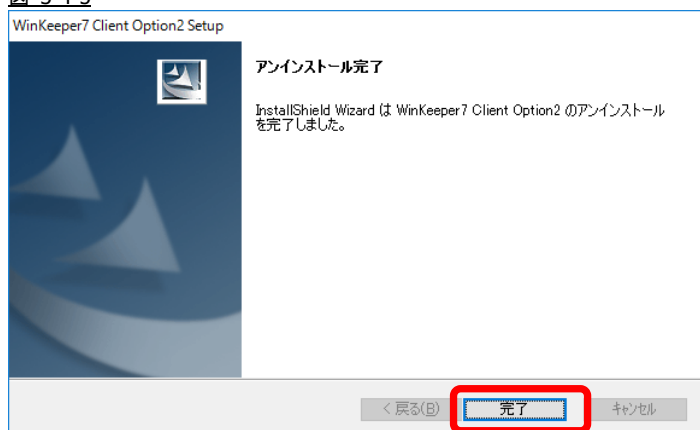 WinKeeper7 Client Option2 Setup
アンインストール完了
InstallShield Wizard は WinKeeper7 Client Option2 のアンインストール
を完了しました。
< 戻る(B)
完了
キャンセル